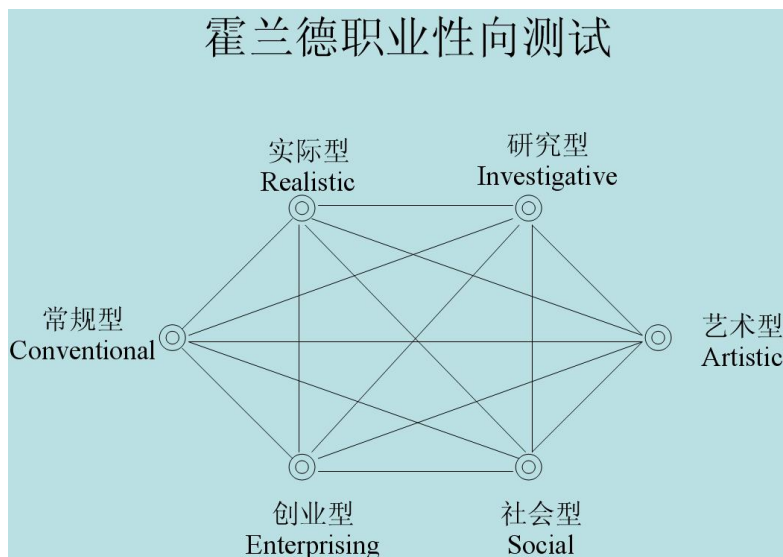 霍兰德职业性向测试
实际型
Realistic
研究型
Investigative
常规型
Conventional
艺术型
Artistic
创业型
Enterprising
社会型
Social